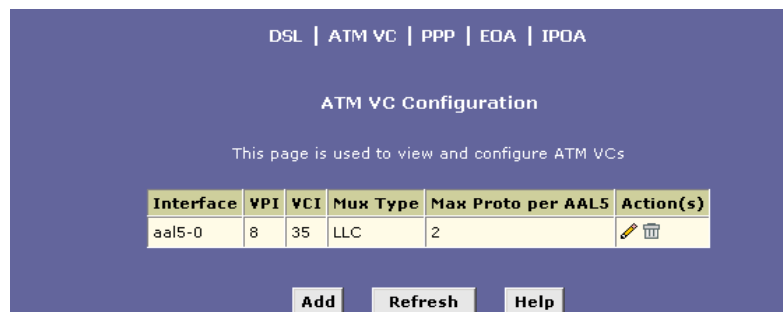 DSL | ATM VC | PPP | EOA | IPOA
ATM VC Configuration
This page is used to view and configure ATM VCs
Interface VPI VCI Mux Type Max Proto per AAL5 Action(s)
aal5-0 8 35 LLC 2
Add Refresh Help